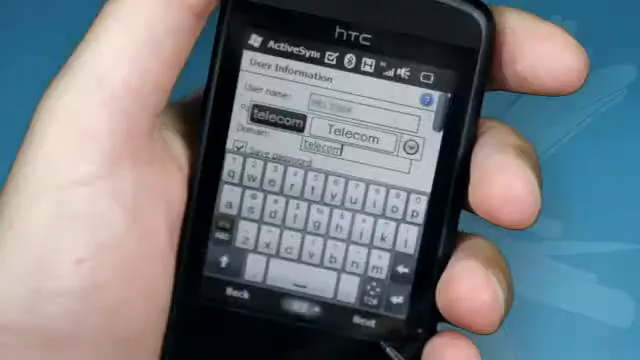 hTC
ActiveSync
User Information
User name:
telecom Telecom
Domain:
telecom
Save password
q w e r t y u i o p
a s d f g h j k l
z x c v b n m
Back Next